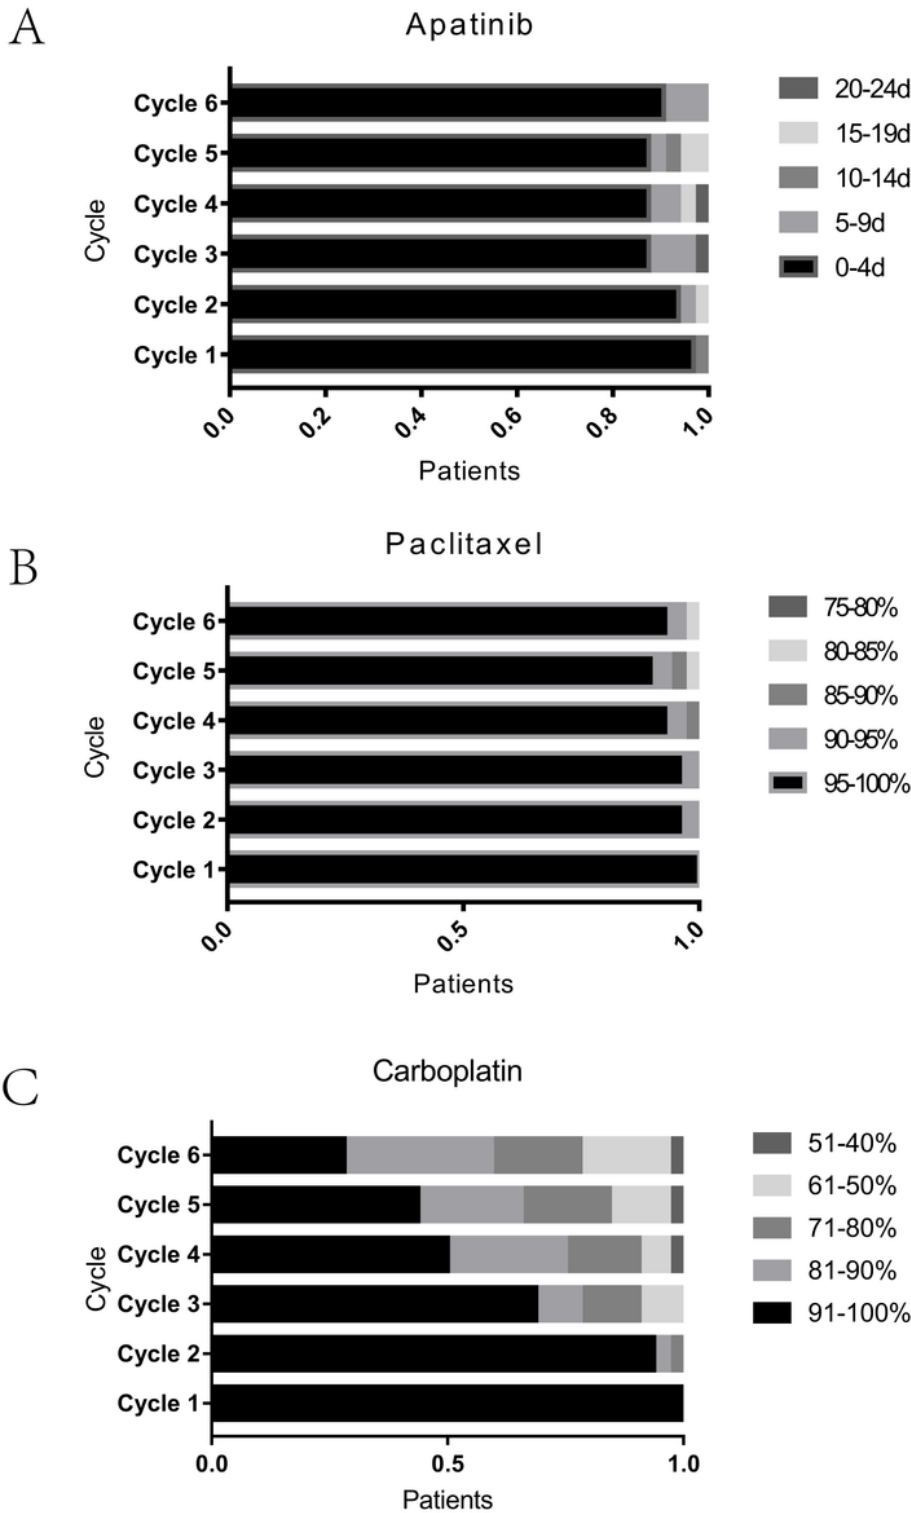 A
Apatinib
Cycle
Cycle 6
Cycle 5
Cycle 4
Cycle 3
Cycle 2
Cycle 1
0.0 0.2 0.4 0.6 0.8 1.0
Patients
20-24d
15-19d
10-14d
5-9d
0-4d
B
Paclitaxel
Cycle
Cycle 6
Cycle 5
Cycle 4
Cycle 3
Cycle 2
Cycle 1
0.0 0.5 1.0
Patients
75-80%
80-85%
85-90%
90-95%
95-100%
C
Carboplatin
Cycle
Cycle 6
Cycle 5
Cycle 4
Cycle 3
Cycle 2
Cycle 1
0.0 0.5 1.0
Patients
51-40%
61-50%
71-80%
81-90%
91-100%